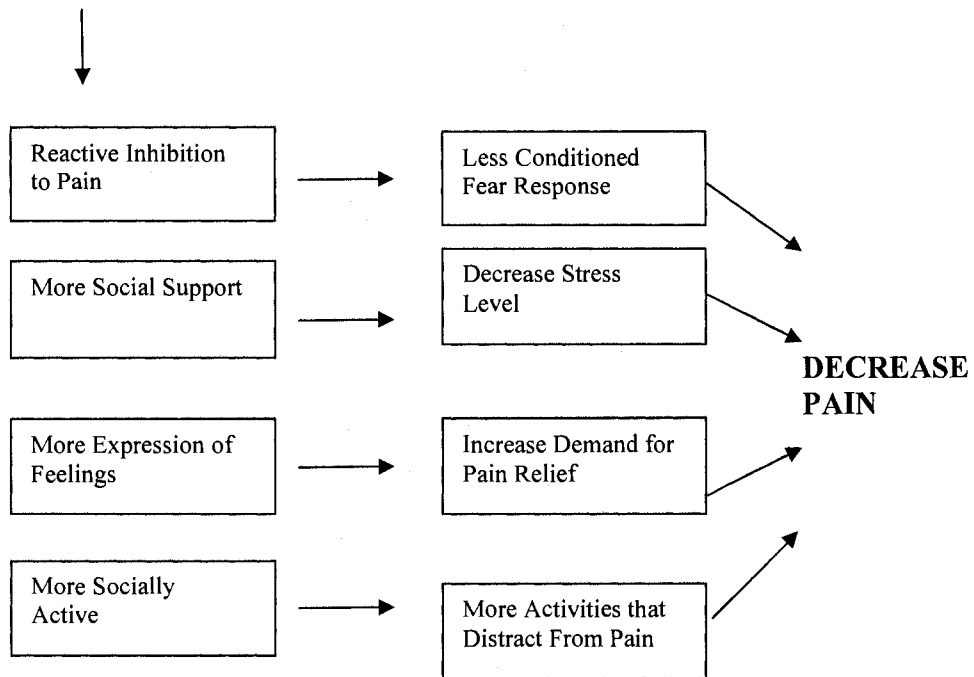 Reactive Inhibition
to Pain
Less Conditioned
Fear Response
More Social Support
Decrease Stress
Level
DECREASE
PAIN
More Expression of
Feelings
Increase Demand for
Pain Relief
More Socially
Active
More Activities that
Distract From Pain